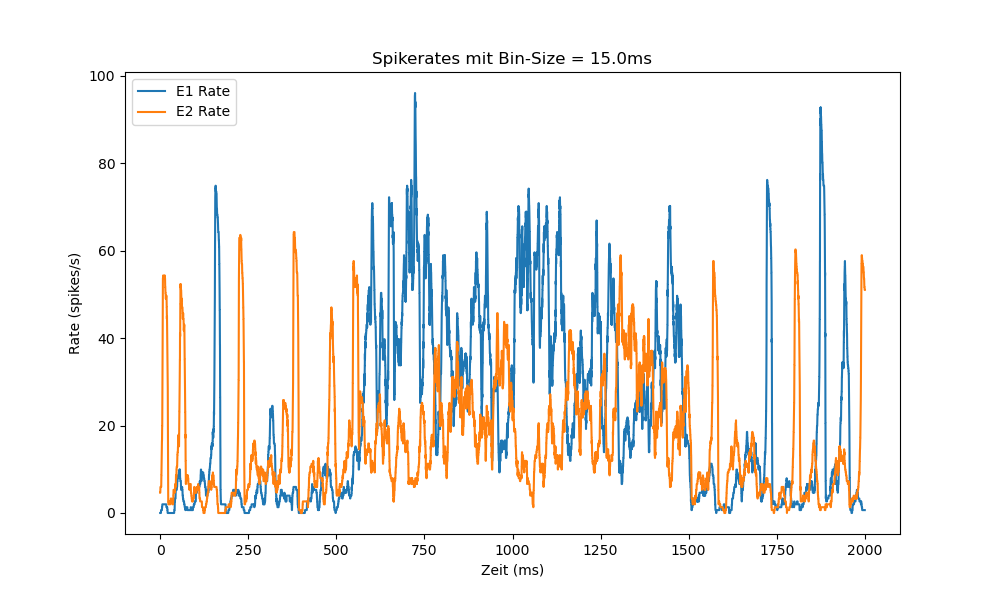 Spikerates mit Bin-Size = 15.0ms
E1 Rate
E2 Rate
Rate (spikes/s)
100
80
60
40
20
0
0 250 500 750 1000 1250 1500 1750 2000
Zeit (ms)